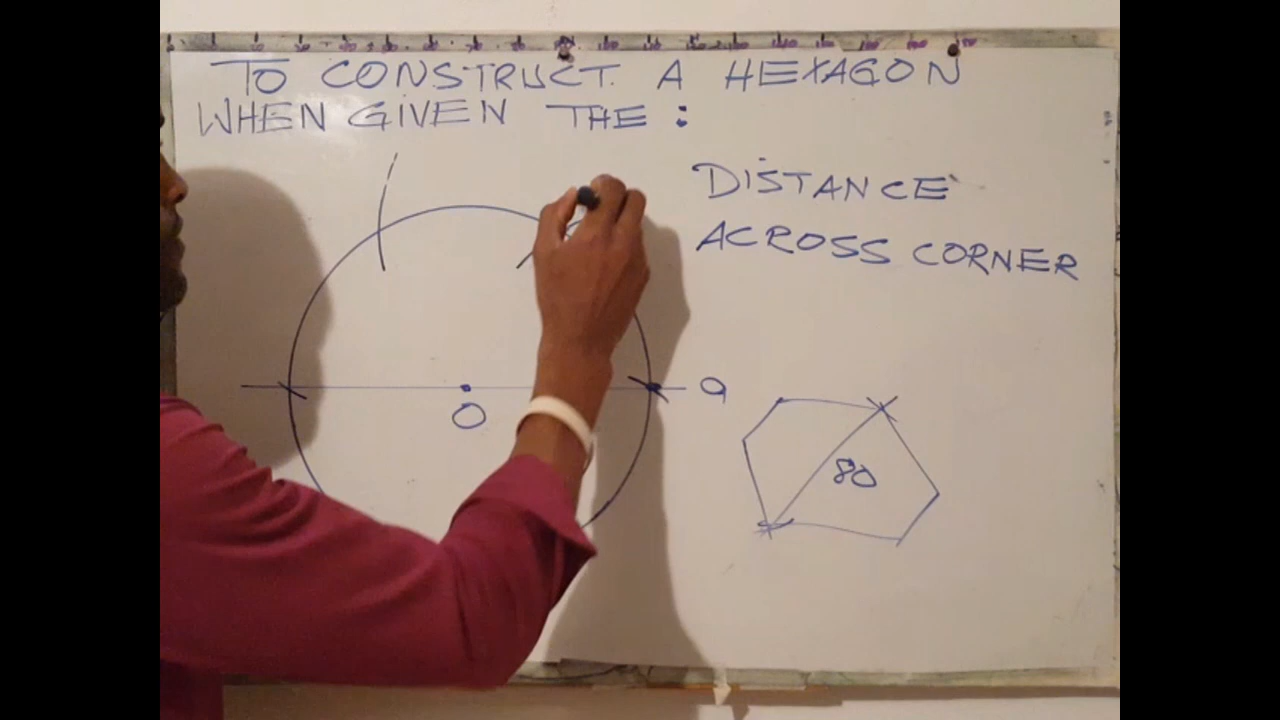 TO CONSTRUCT A HEXAGON
WHEN GIVEN THE :
DISTANCE
ACROSS CORNER
a
O
80